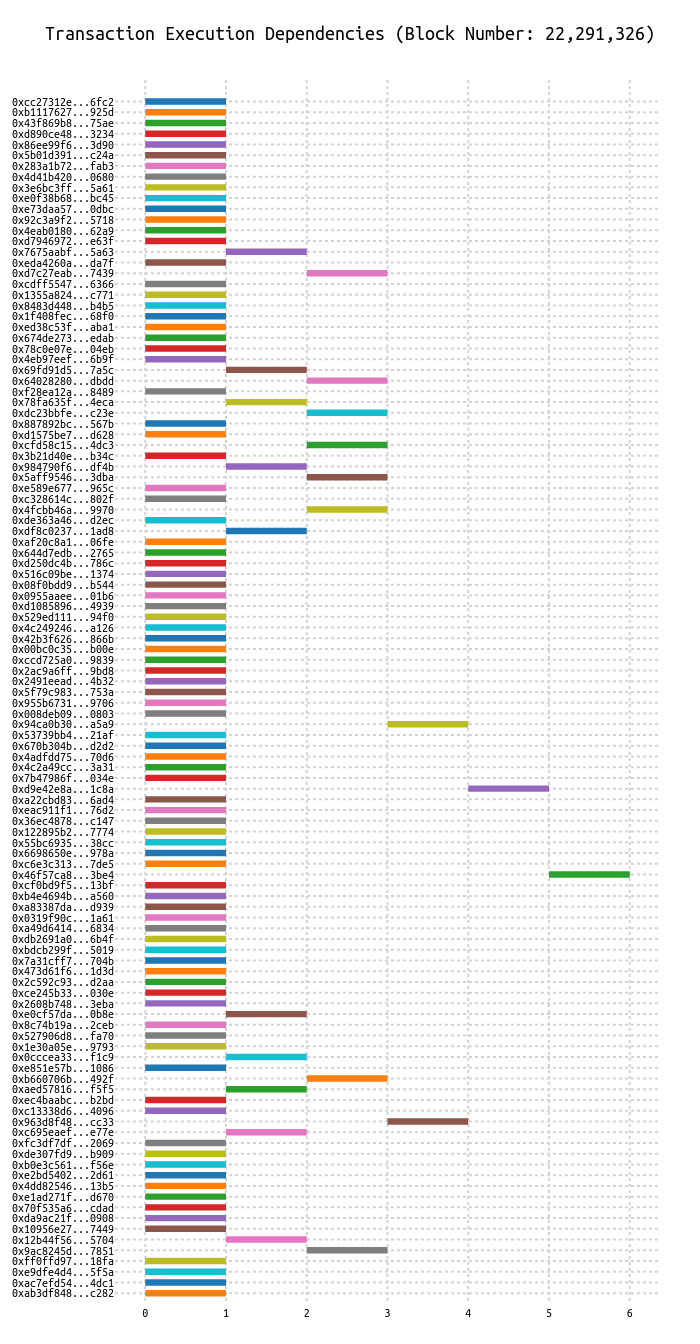 Transaction Execution Dependencies (Block Number: 22,291,326)
0xcc27312e...6fc2
0xb1117627...925d
0x43f869b8...75ae
0xd890ce48...3234
0x86ee99f6...3d90
0x5b01d391...c24a
0x283a1b72...fab3
0x4d41b420...0680
0x3e6bc3ff...5a61
0xe0f38b68...bc45
0xe73daa57...0dbc
0x92c3a9f2...5718
0x4eab0180...62a9
0xd7946972...e63f
0x7675aabf...5a63
0xeda4260a...da7f
0xd7c27eab...7439
0xcdff5547...6366
0x1355a824...c771
0x8483d448...b4b5
0x1f408fec...68f0
0xed38c53f...aba1
0x674de273...edab
0x78c0e07e...04eb
0x4eb97eef...6b9f
0x69fd91d5...7a5c
0x64028280...dbdd
0xf28ea12a...8489
0x78fa635f...4eca
0xdc23bbfe...c23e
0x887892bc...567b
0xd1575be7...d628
0xcfd58c15...4dc3
0x3b21d40e...b34c
0x984790f6...df4b
0x5aff9546...3dba
0xe589e677...965c
0xc328614c...802f
0x4fcbb46a...9970
0xde363a46...d2ec
0xdf8c0237...1ad8
0xaf20c8a1...06fe
0x644d7edb...2765
0xd250dc4b...786c
0x516c09be...1374
0x08f0bdd9...b544
0x0955aaee...01b6
0xd1085896...4939
0x529ed111...94f0
0x4c249246...a126
0x42b3f626...866b
0x00bc0c35...b00e
0xccd725a0...9839
0x2ac9a6ff...9bd8
0x2491eead...4b32
0x5f79c983...753a
0x955b6731...9706
0x008deb09...0803
0x94ca0b30...a5a9
0x53739bb4...21af
0x670b304b...d2d2
0x4adfdd75...70d6
0x4c2a49cc...3a31
0x7b47986f...034e
0xd9e42e8a...1c8a
0xa22cbd83...6ad4
0xeac911f1...76d2
0x36ec4878...c147
0x122895b2...7774
0x55bc6935...38cc
0x6698650e...978a
0xc6e3c313...7de5
0x46f57ca8...3be4
0xcf0bd9f5...13bf
0xb4e4694b...a560
0xa83387da...d939
0x0319f90c...1a61
0xa49d6414...6834
0xdb2691a0...6b4f
0xbdcb299f...5019
0x7a31cff7...704b
0x473d61f6...1d3d
0x2c592c93...d2aa
0xce245b33...030e
0x2608b748...3eba
0xe0cf57da...0b8e
0x8c74b19a...2ceb
0x527906d8...fa70
0x1e30a05e...9793
0x0cccea33...f1c9
0xe851e57b...1086
0xb660706b...492f
0xaed57816...f5f5
0xec4baabc...b2bd
0xc13338d6...4096
0x963d8f48...cc33
0xc695eaef...e77e
0xfc3df7df...2069
0xde307fd9...b909
0xb0e3c561...f56e
0xe2bd5402...2d61
0x4dd82546...13b5
0xe1ad271f...d670
0x70f535a6...cdad
0xda9ac21f...0908
0x10956e27...7449
0x12b44f56...5704
0x9ac8245d...7851
0xff0ffd97...18fa
0xe9dfe4d4...5f5a
0xac7efd54...4dc1
0xab3df848...c282
0 1 2 3 4 5 6